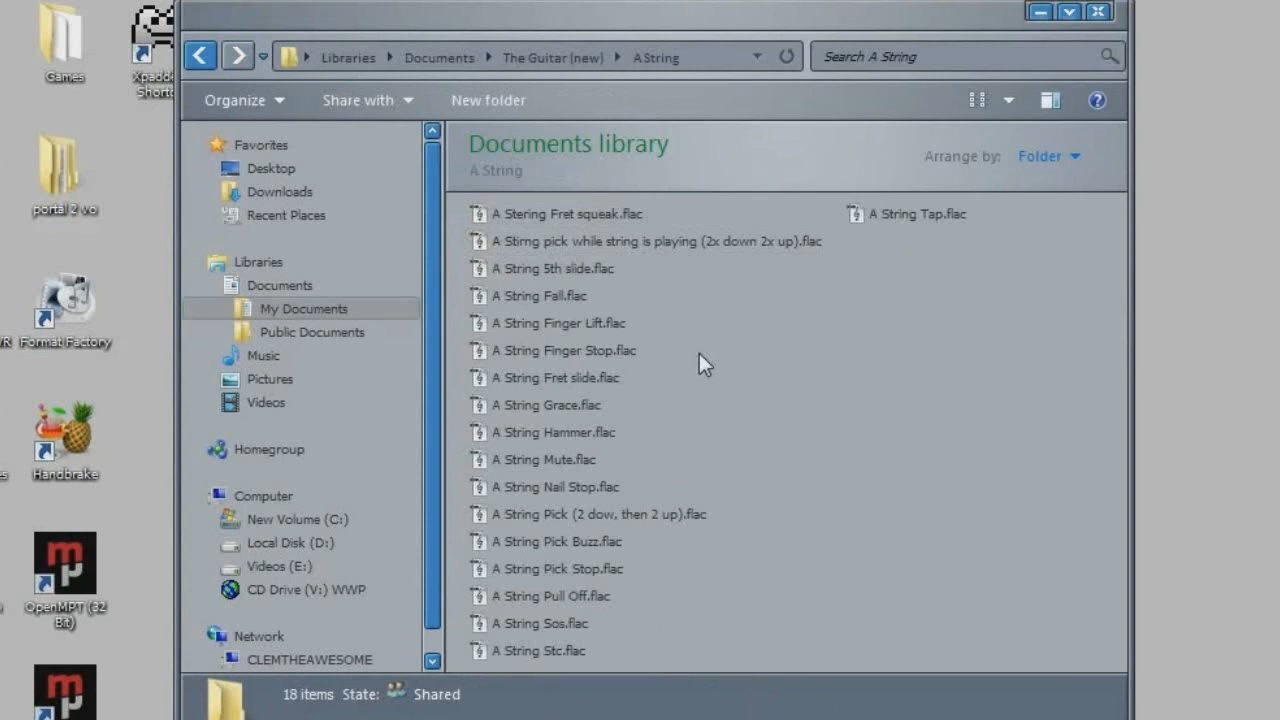 Games
Xpadd
Shortc
portal 2 vo
R
Format Factory
es
Handbrake
OpenMPT (32
Bit)
Libraries
Documents
The Guitar (new)
A String
Search A String
Organize
Share with
New folder
Favorites
Desktop
Downloads
Recent Places
Libraries
Documents
My Documents
Public Documents
Music
Pictures
Videos
Homegroup
Computer
New Volume (C:)
Local Disk (D:)
Videos (E:)
CD Drive (V:) WWP
Network
CLEMTHEAWESOME
Documents library
A String
Arrange by: Folder
A Stering Fret squeak.flac
A Stirng pick while string is playing (2x down 2x up).flac
A String 5th slide.flac
A String Fall.flac
A String Finger Lift.flac
A String Finger Stop.flac
A String Fret slide.flac
A String Grace.flac
A String Hammer.flac
A String Mute.flac
A String Nail Stop.flac
A String Pick (2 dow, then 2 up).flac
A String Pick Buzz.flac
A String Pick Stop.flac
A String Pull Off.flac
A String Sos.flac
A String Stc.flac
A String Tap.flac
18 items State: Shared